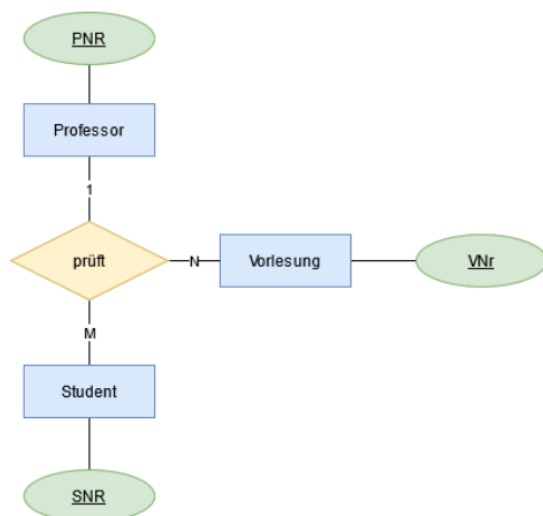 PNR
Professor
1
prüft
N
Vorlesung
VNr
M
Student
SNR